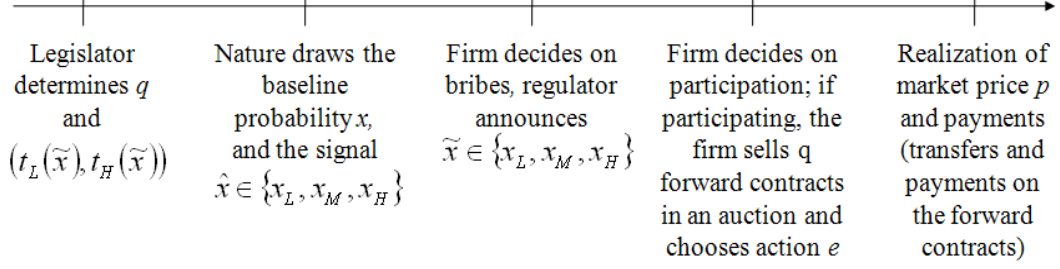 Legislator
determines q
and
(t_L(x̃), t_H(x̃))
Nature draws the
baseline
probability x,
and the signal
x̂ ∈ {x_L, x_M, x_H}
Firm decides on
bribes, regulator
announces
x̃ ∈ {x_L, x_M, x_H}
Firm decides on
participation; if
participating, the
firm sells q
forward contracts
in an auction and
chooses action e
Realization of
market price p
and payments
(transfers and
payments on
the forward
contracts)